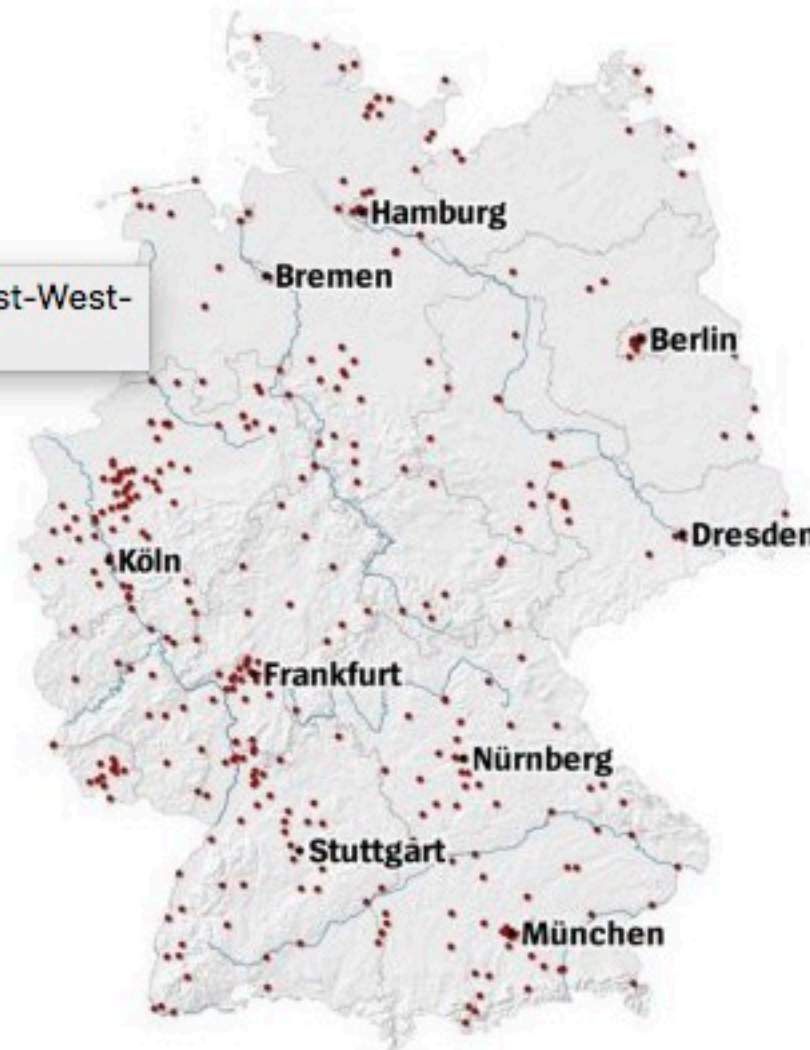 Hamburg
Bremen
st-West-
Berlin
Dresden
Köln
Frankfurt
Nürnberg
Stuttgart
München